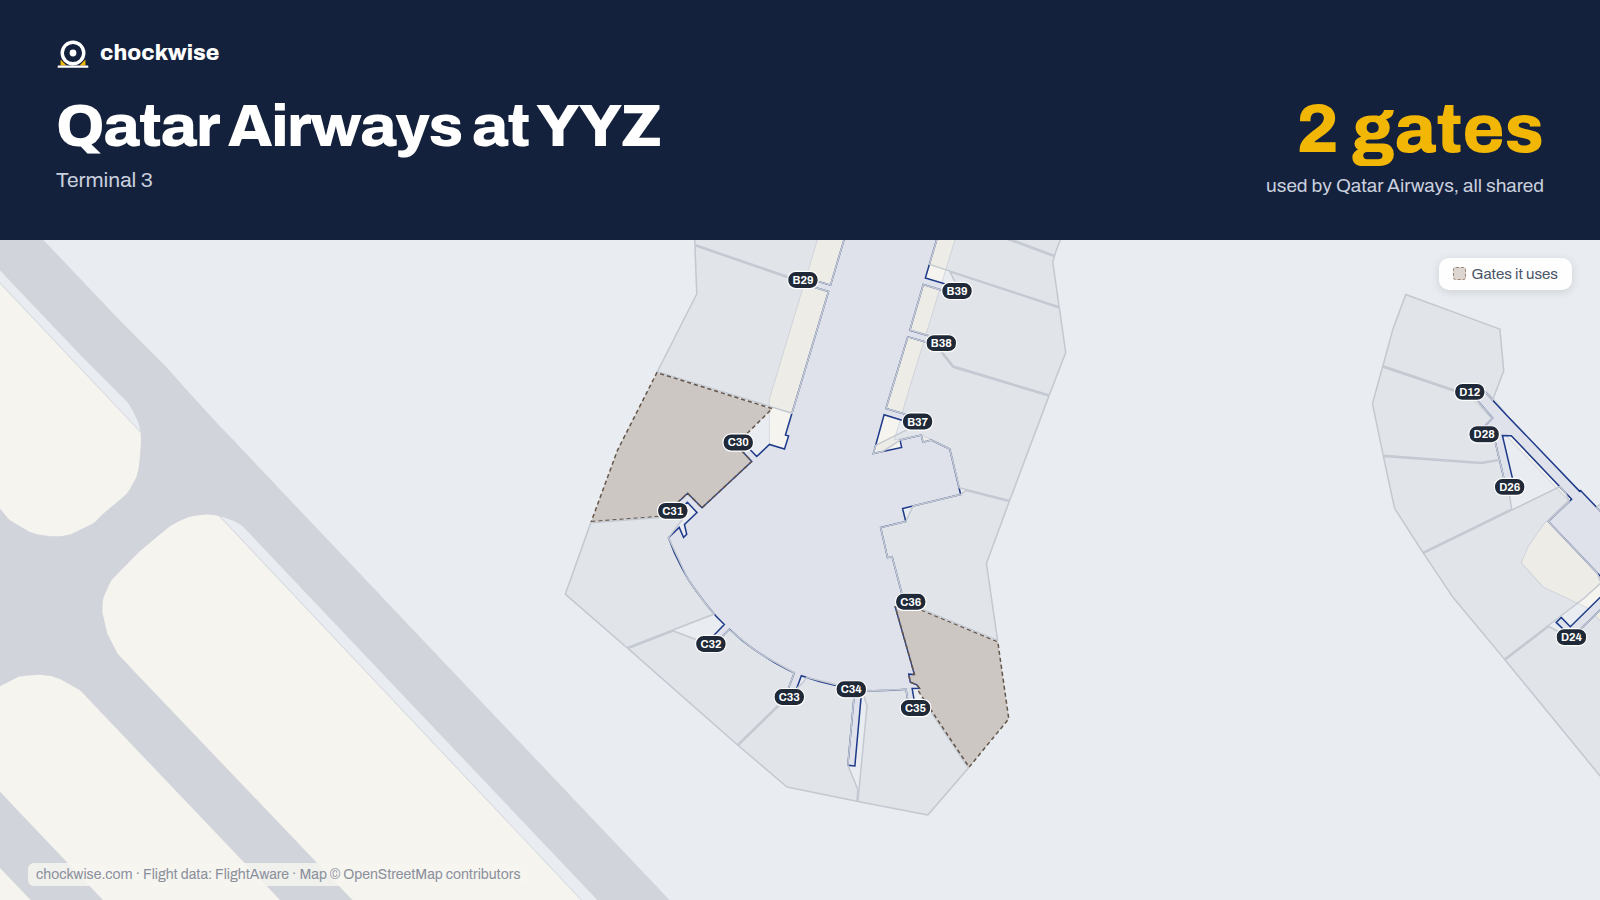 chockwise
Qatar Airways at YYZ
Terminal 3
2 gates
used by Qatar Airways, all shared
Gates it uses
B29
B39
B38
B37
C30
C31
C36
C32
C33
C34
C35
D12
D28
D26
D24
chockwise.com · Flight data: FlightAware · Map © OpenStreetMap contributors